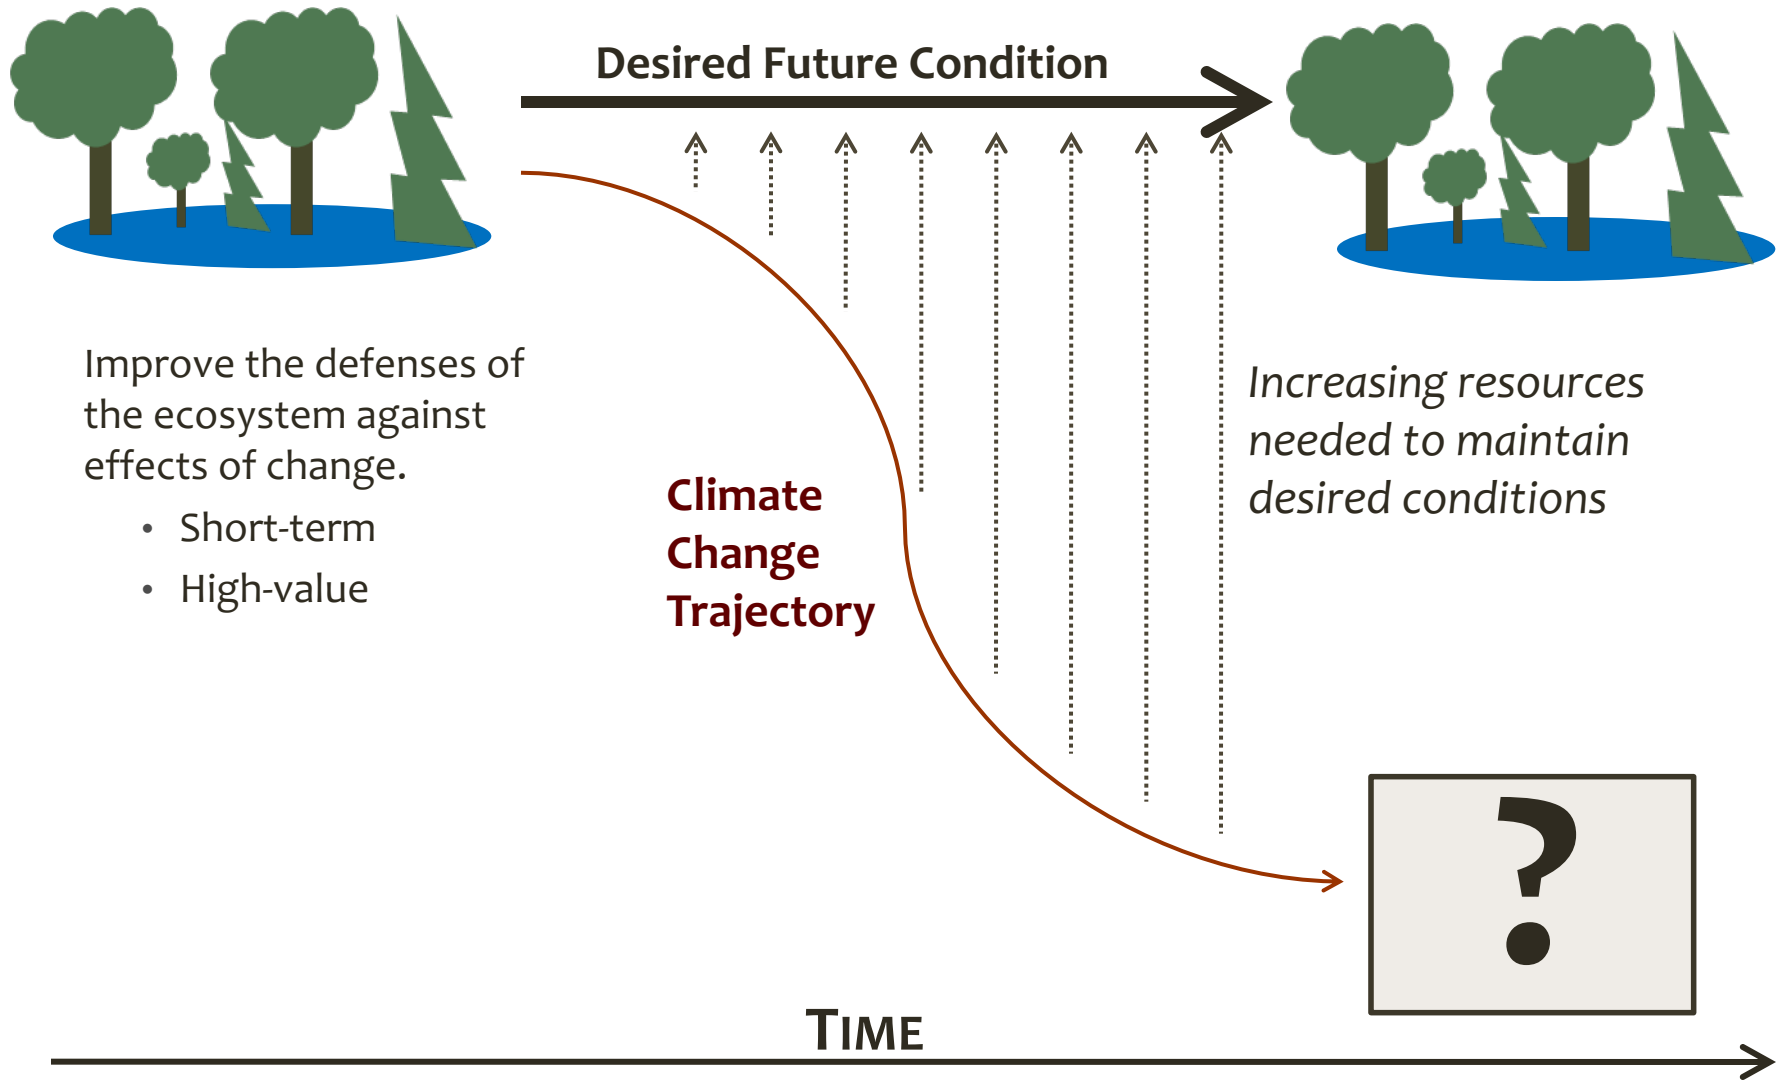 Desired Future Condition
Improve the defenses of
the ecosystem against
effects of change.
• Short-term
• High-value
Climate
Change
Trajectory
Increasing resources
needed to maintain
desired conditions
?
TIME